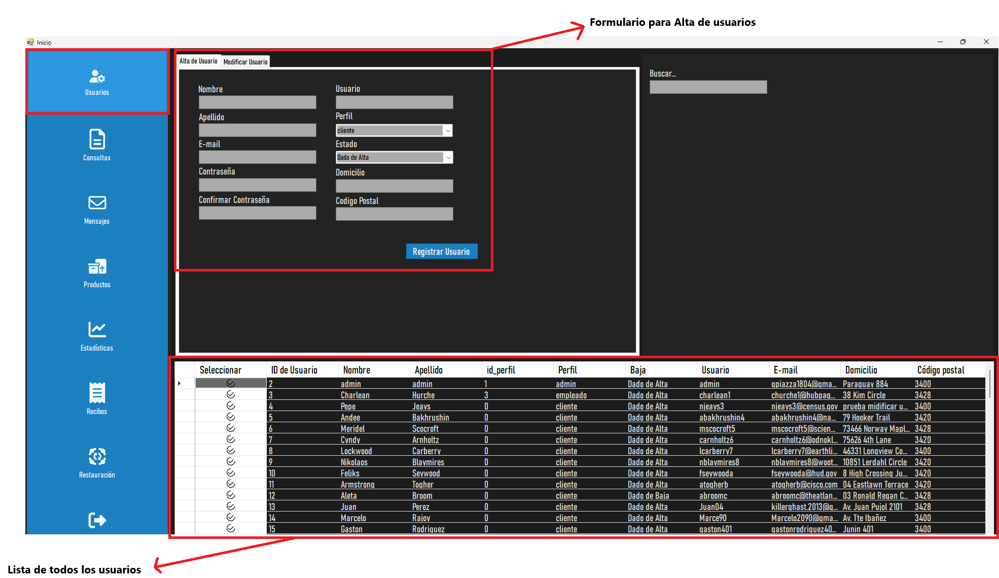 Formulario para Alta de usuarios
Inicio
Usuarios
Consultas
Mensajes
Productos
Estadísticas
Recibos
Restauración
Alta de Usuario Modificar Usuario
Nombre
Apellido
E-mail
Contraseña
Confirmar Contraseña
Usuario
Perfil
cliente
Estado
Dado de Alta
Domicilio
Codigo Postal
Registrar Usuario
Buscar...
Seleccionar ID de Usuario Nombre Apellido id_perfil Perfil Baja Usuario E-mail Domicilio Código postal
2 admin admin 1 admin Dado de Alta admin gpiazza1804@gma... Paraguay 884 3400
3 Charlean Hurche 3 empleado Dado de Alta charlean1 churche1@hubpag... 38 Kim Circle 3428
4 Pepe Jeays 0 cliente Dado de Alta njeays3 njeays3@census.gov prueba midificar u... 3400
5 Andee Bakhrushin 0 cliente Dado de Alta abakhrushin4 abakhrushin4@na... 79 Hooker Trail 3420
6 Meridel Scocroft 0 cliente Dado de Alta mscocroft5 mscocroft5@scien... 73466 Norway Mapl... 3428
7 Cyndy Arnholtz 0 cliente Dado de Alta carnholtz6 carnholtz6@odnokl... 75626 4th Lane 3420
8 Lockwood Carberry 0 cliente Dado de Alta lcarberry7 lcarberry7@earthli... 46331 Longview Co... 3400
9 Nikolaos Blaymires 0 cliente Dado de Alta nblaymires8 nblaymires8@woot... 10851 Lerdahl Circle 3420
10 Feliks Seywood 0 cliente Dado de Alta fseywooda fseywooda@hud.gov 8 High Crossing Ju... 3420
11 Armstrong Togher 0 cliente Dado de Alta atogherb atogherb@cisco.com 04 Eastlawn Terrace 3420
12 Aleta Broom 0 cliente Dado de Baja abroomc abroomc@theatlan... 03 Ronald Regan C... 3428
13 Juan Perez 0 cliente Dado de Alta Juan04 killerghast.2013@g... Av. Juan Pujol 2101 3428
14 Marcelo Rajoy 0 cliente Dado de Alta Marce90 Marcelo2090@gma... Av. Tte Ibañez 3400
15 Gaston Rodriguez 0 cliente Dado de Alta gaston401 gastonrodriguez40... Junin 401 3400
Lista de todos los usuarios